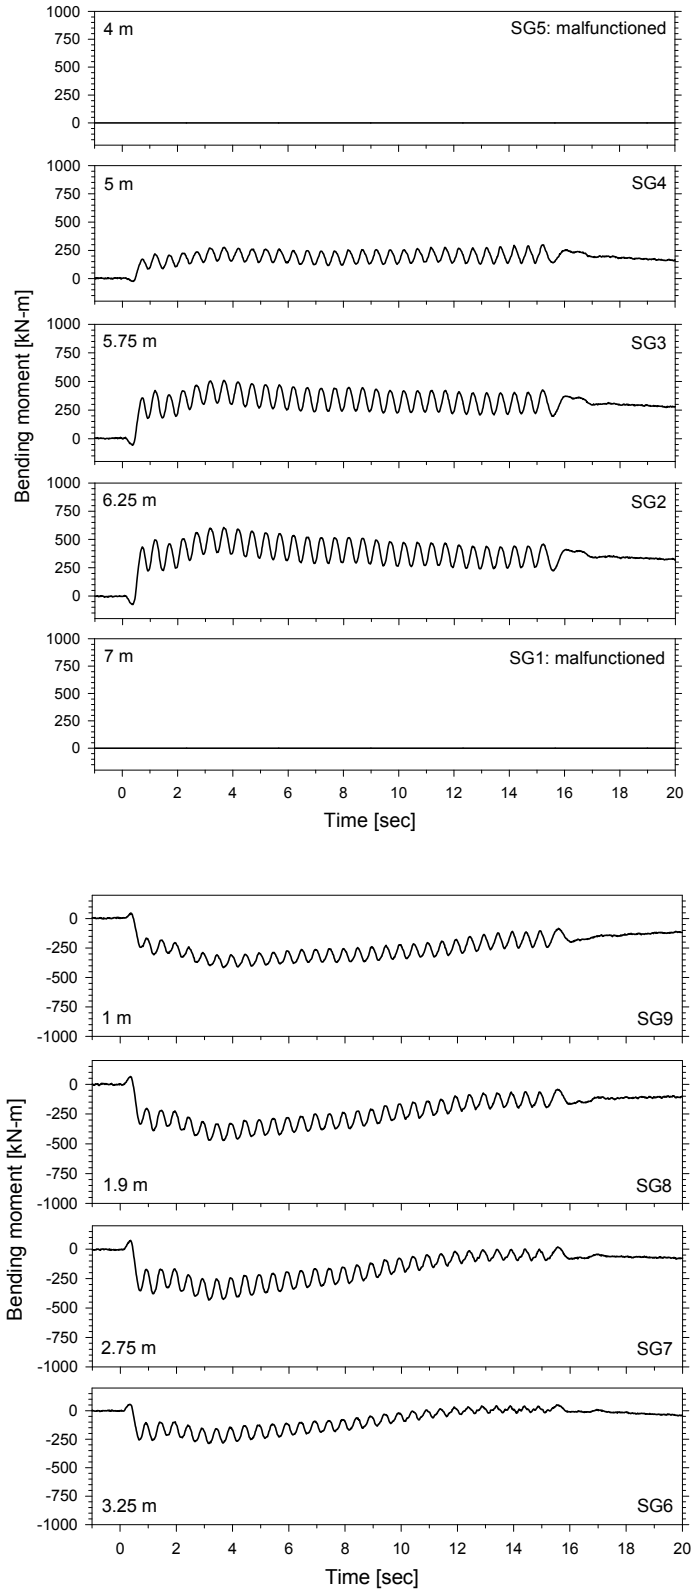 1000
4 m
SG5: malfunctioned
750
500
250
0
1000
5 m
SG4
750
500
250
0
1000
5.75 m
SG3
750
500
250
0
Bending moment [kN-m]
1000
6.25 m
SG2
750
500
250
0
1000
7 m
SG1: malfunctioned
750
500
250
0
0 2 4 6 8 10 12 14 16 18 20
Time [sec]
0
-250
-500
-750
1 m
SG9
-1000
0
-250
-500
-750
1.9 m
SG8
-1000
Bending moment [kN-m]
0
-250
-500
-750
2.75 m
SG7
-1000
0
-250
-500
-750
3.25 m
SG6
-1000
0 2 4 6 8 10 12 14 16 18 20
Time [sec]